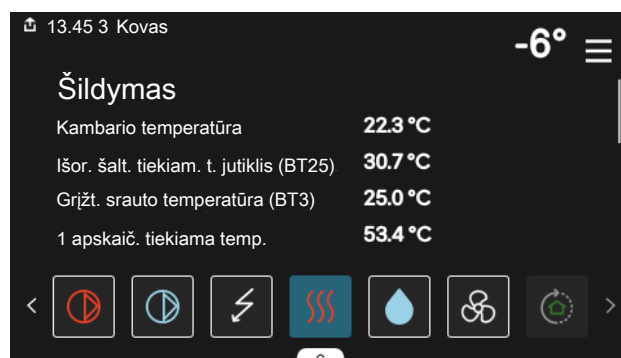 13.45 3 Kovas
-6°
Šildymas
Kambario temperatūra 22.3 °C
Išor. šalt. tiekiam. t. jutiklis (BT25) 30.7 °C
Grįžt. srauto temperatūra (BT3) 25.0 °C
1 apskaič. tiekiama temp. 53.4 °C